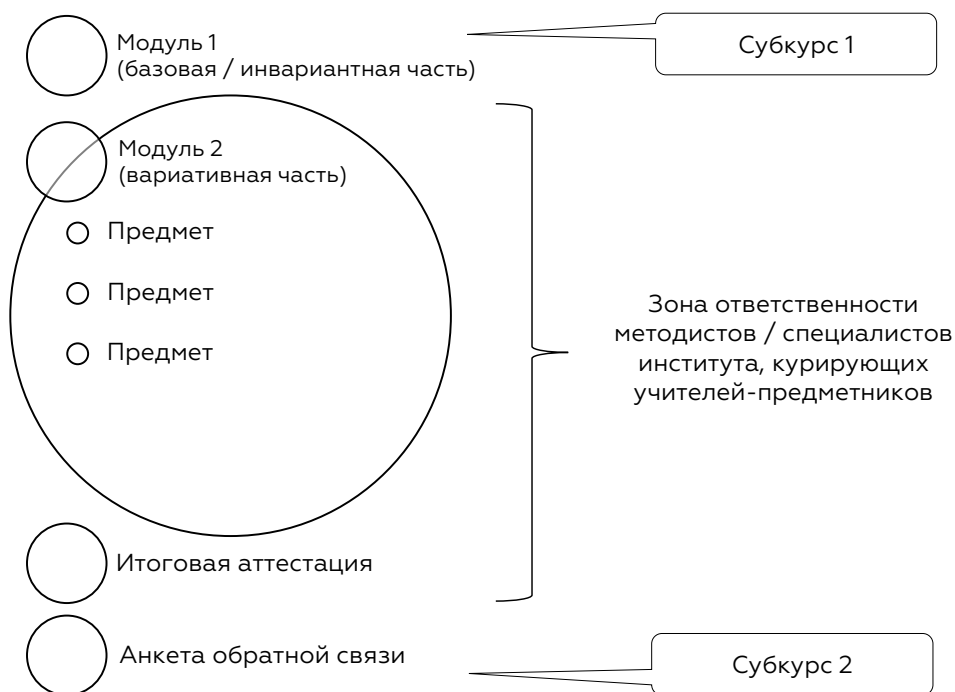 Модуль 1
(базовая / инвариантная часть)
Субкурс 1
Модуль 2
(вариативная часть)
Предмет
Предмет
Предмет
Зона ответственности
методистов / специалистов
института, курирующих
учителей-предметников
Итоговая аттестация
Анкета обратной связи
Субкурс 2